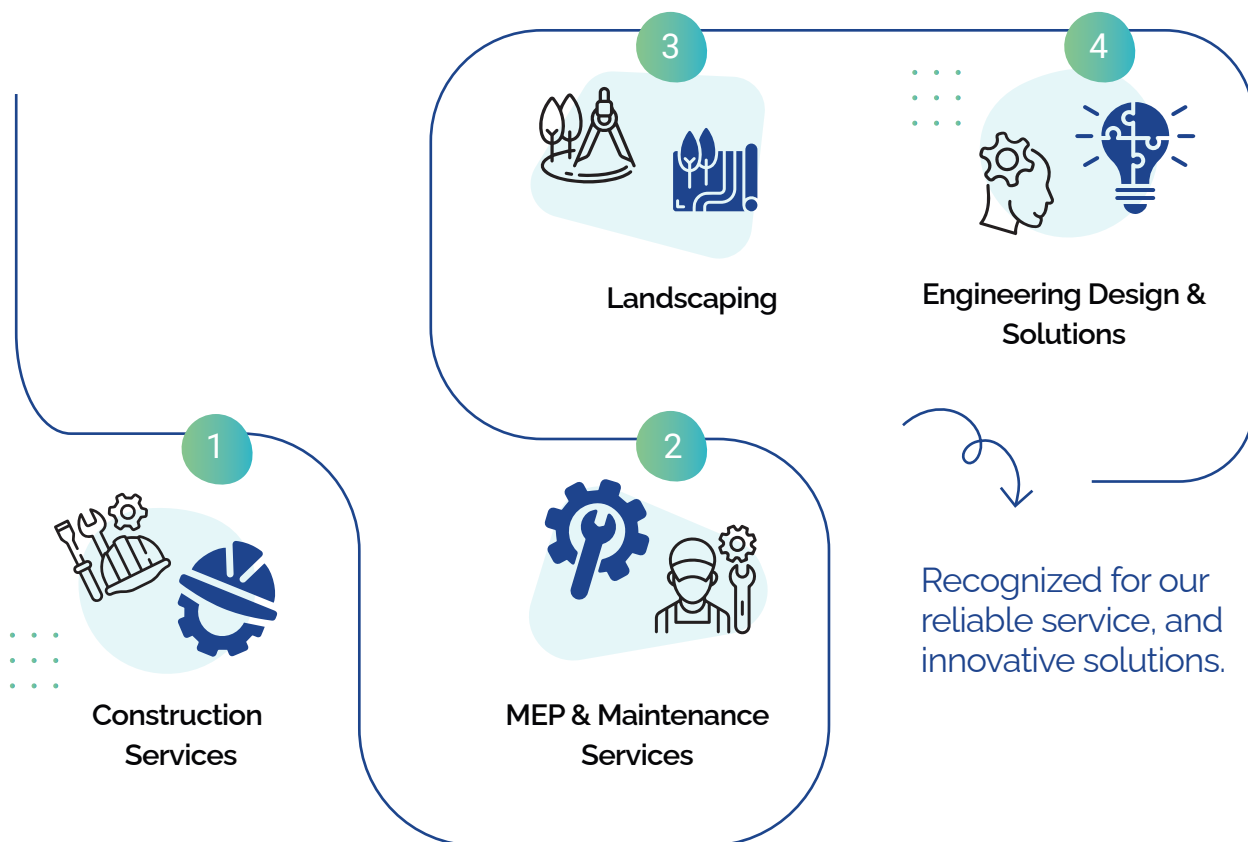 3
4
Landscaping
Engineering Design &
Solutions
1
2
Construction
Services
MEP & Maintenance
Services
Recognized for our
reliable service, and
innovative solutions.